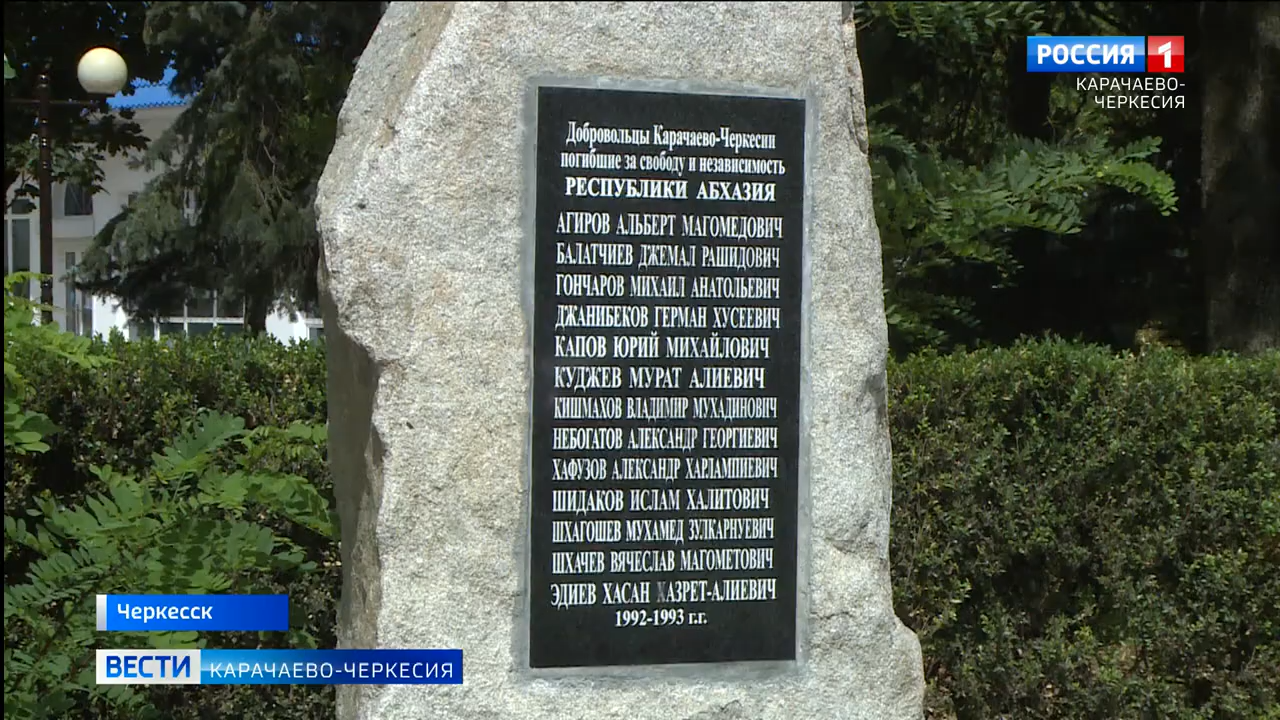 РОССИЯ 1
КАРАЧАЕВО-
ЧЕРКЕСИЯ
Добровольцы Карачаево-Черкесии
погибшие за свободу и независимость
РЕСПУБЛИКИ АБХАЗИЯ
АГИРОВ АЛЬБЕРТ МАГОМЕДОВИЧ
БАЛАТЧИЕВ ДЖЕМАЛ РАШИДОВИЧ
ГОНЧАРОВ МИХАИЛ АНАТОЛЬЕВИЧ
ДЖАНИБЕКОВ ГЕРМАН ХУСЕЕВИЧ
КАПОВ ЮРИЙ МИХАЙЛОВИЧ
КУДЖЕВ МУРАТ АЛИЕВИЧ
КИШМАХОВ ВЛАДИМИР МУХАДИНОВИЧ
НЕБОГАТОВ АЛЕКСАНДР ГЕОРГИЕВИЧ
ХАФУЗОВ АЛЕКСАНДР ХАРЛАМПИЕВИЧ
ШИДАКОВ ИСЛАМ ХАЛИТОВИЧ
ШХАГОШЕВ МУХАМЕД ЗУЛКАРНУЕВИЧ
ШХАЧЕВ ВЯЧЕСЛАВ МАГОМЕТОВИЧ
ЭДИЕВ ХАСАН ХАЗРЕТ-АЛИЕВИЧ
1992-1993 г.г.
Черкесск
ВЕСТИ КАРАЧАЕВО-ЧЕРКЕСИЯ